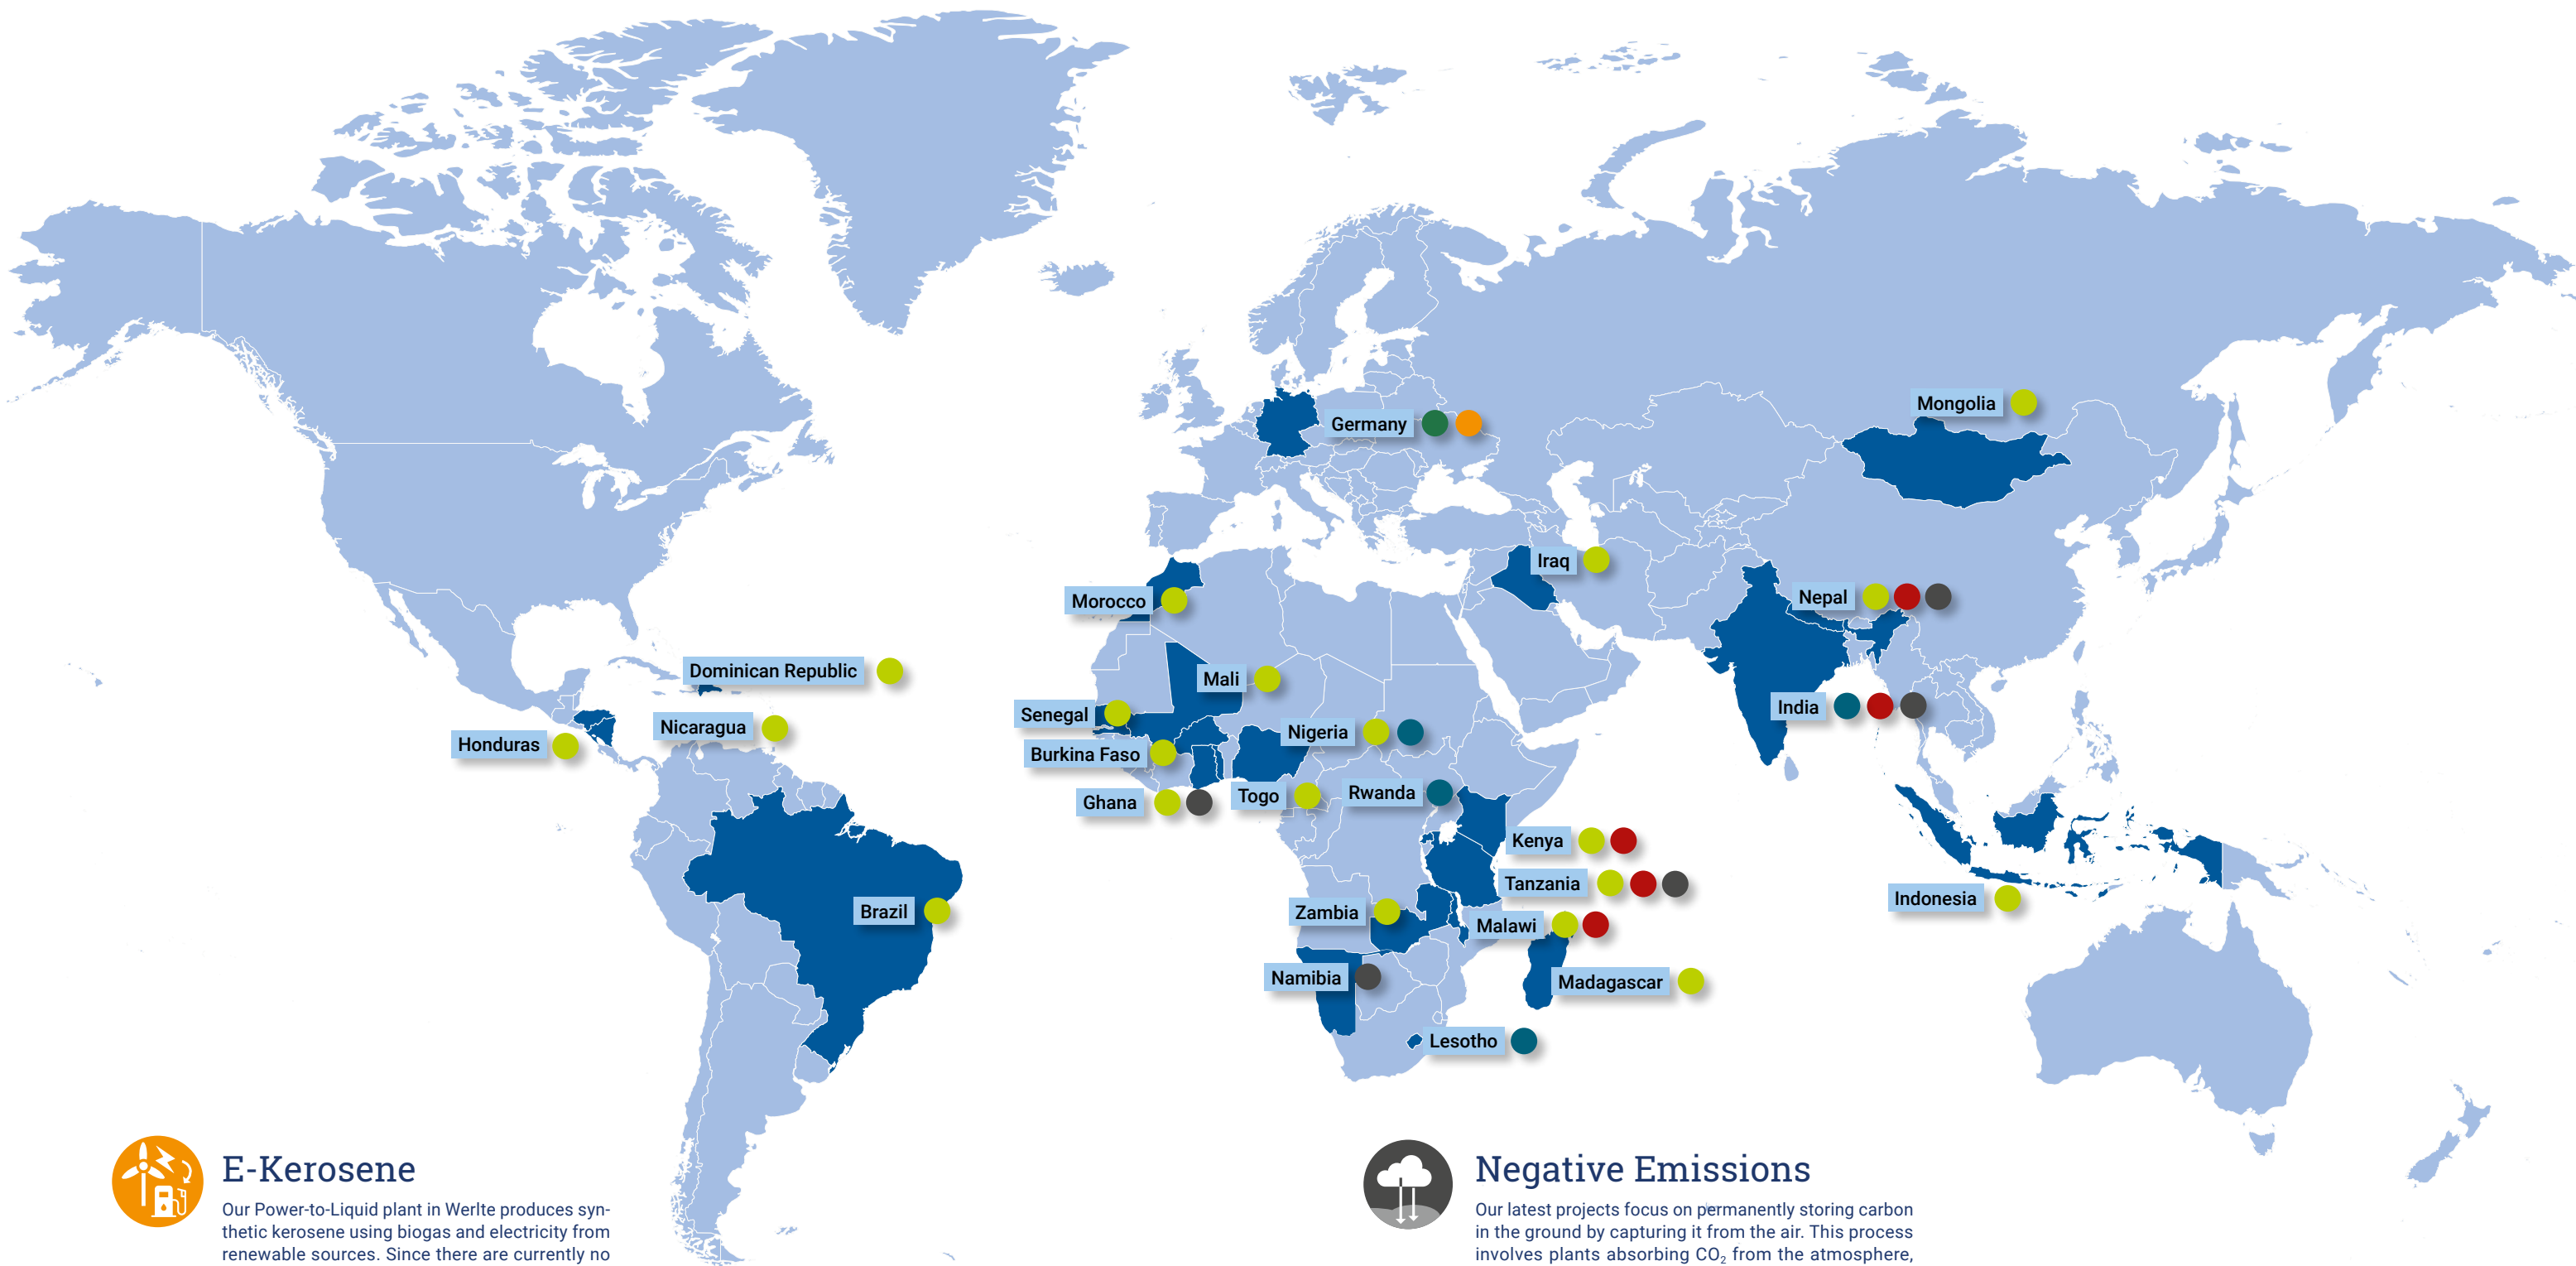 Mongolia
Germany
Iraq
Nepal
Morocco
Dominican Republic
Mali
India
Senegal
Nicaragua
Nigeria
Honduras
Burkina Faso
Rwanda
Togo
Ghana
Kenya
Tanzania
Indonesia
Brazil
Zambia
Malawi
Namibia
Madagascar
Lesotho
E-Kerosene
Our Power-to-Liquid plant in Werlte produces syn-
thetic kerosene using biogas and electricity from
renewable sources. Since there are currently no
Negative Emissions
Our latest projects focus on permanently storing carbon
in the ground by capturing it from the air. This process
involves plants absorbing CO₂ from the atmosphere,